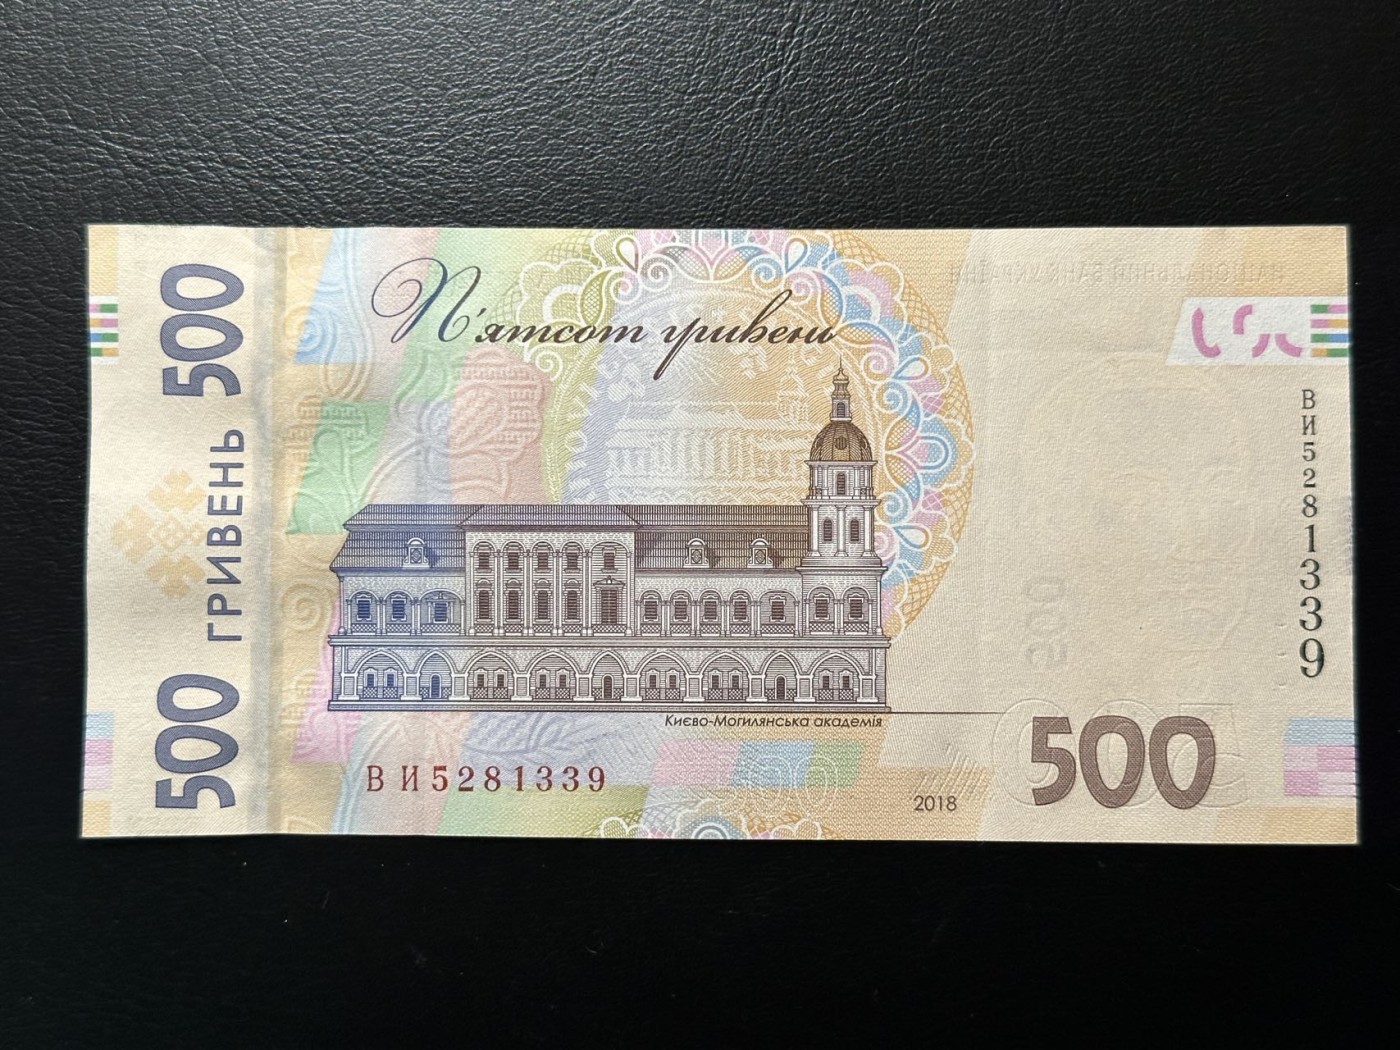 П'ятсот гривень
500 ГРИВЕНЬ 500
ВИ5281339
Києво-Могилянська академія
ВИ5281339
2018
500